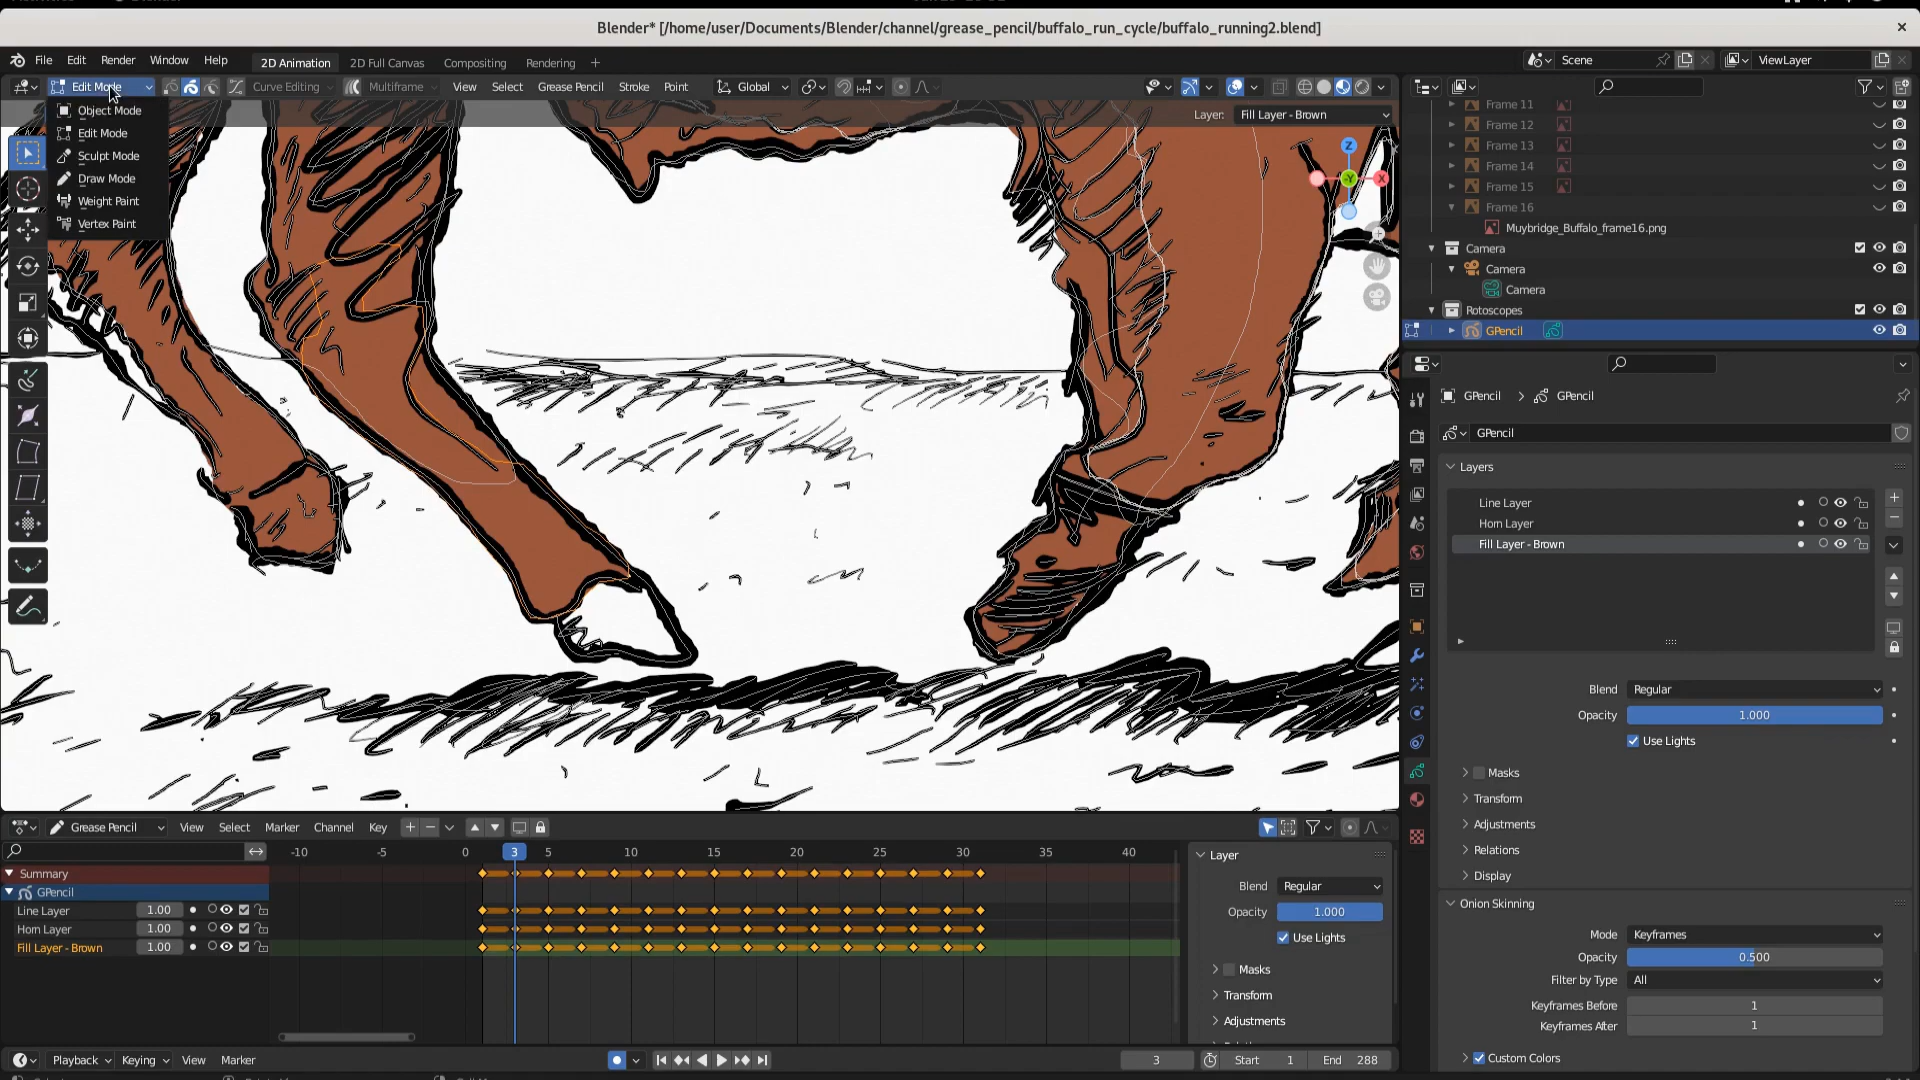 Blender* [/home/user/Documents/Blender/channel/grease_pencil/buffalo_run_cycle/buffalo_running2.blend]
File Edit Render Window Help 2D Animation 2D Full Canvas Compositing Rendering + Scene ViewLayer
Edit Mode Curve Editing Multiframe View Select Grease Pencil Stroke Point Global
Layer: Fill Layer - Brown
Object Mode
Edit Mode
Sculpt Mode
Draw Mode
Weight Paint
Vertex Paint
Z
-Y
X
Frame 11
Frame 12
Frame 13
Frame 14
Frame 15
Frame 16
Muybridge_Buffalo_frame16.png
Camera
Camera
Camera
Rotoscopes
GPencil
GPencil GPencil
GPencil
Layers
Line Layer
Horn Layer
Fill Layer - Brown
Blend Regular
Opacity 1.000
Use Lights
Masks
Transform
Adjustments
Relations
Display
Onion Skinning
Mode Keyframes
Opacity 0.500
Filter by Type All
Keyframes Before 1
Keyframes After 1
Custom Colors
Grease Pencil View Select Marker Channel Key
-10 -5 0 3 5 10 15 20 25 30 35 40
Summary
GPencil
Line Layer 1.00
Horn Layer 1.00
Fill Layer - Brown 1.00
Layer
Blend Regular
Opacity 1.000
Use Lights
Masks
Transform
Adjustments
Playback Keying View Marker 3 Start 1 End 288